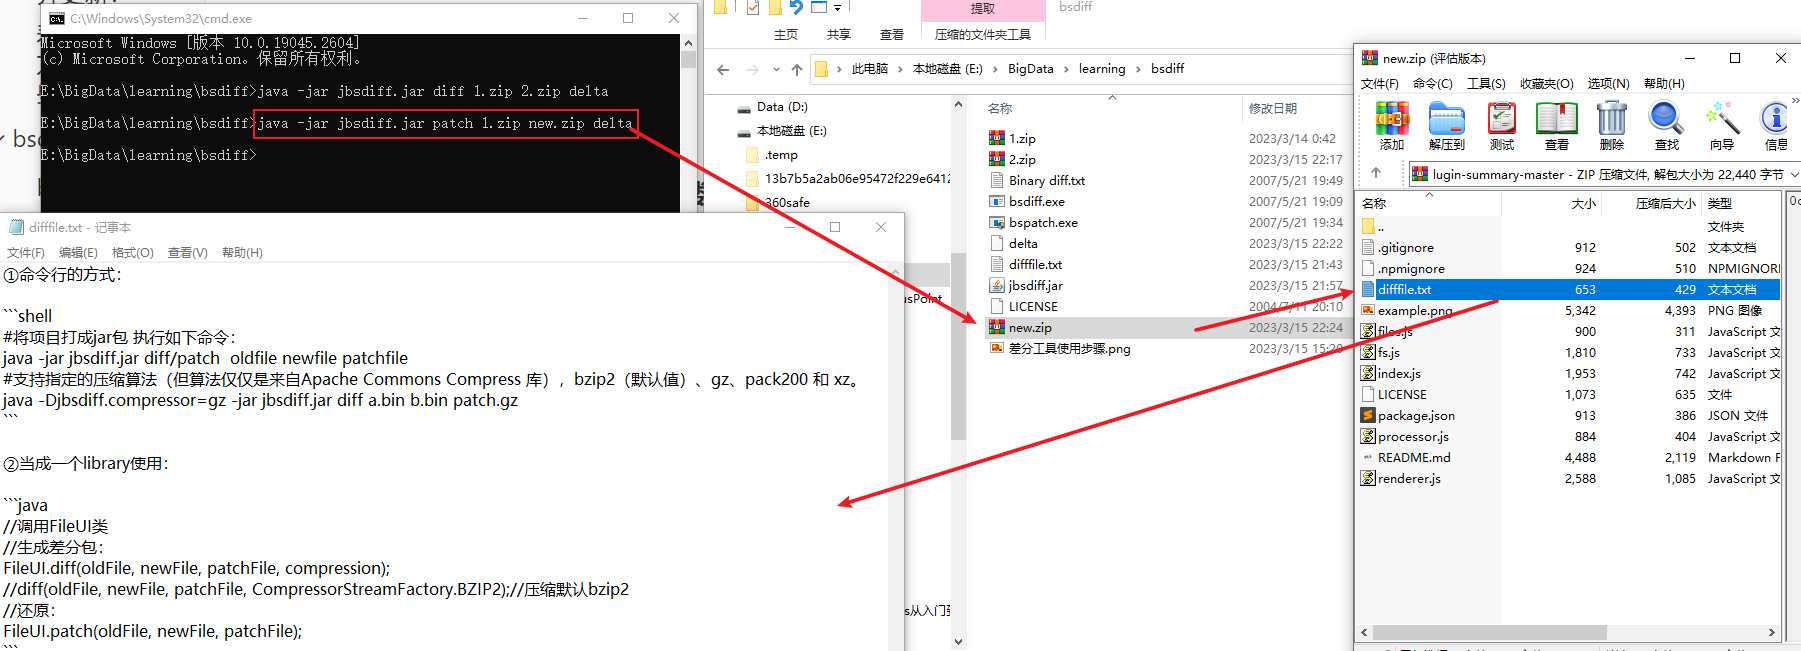 C:\Windows\System32\cmd.exe
Microsoft Windows [版本 10.0.19045.2604]
(c) Microsoft Corporation。保留所有权利。
E:\BigData\learning\bsdiff>java -jar jbsdiff.jar diff 1.zip 2.zip delta
E:\BigData\learning\bsdiff>java -jar jbsdiff.jar patch 1.zip new.zip delta
E:\BigData\learning\bsdiff>
difffile.txt - 记事本
文件(F) 编辑(E) 格式(O) 查看(V) 帮助(H)
①命令行的方式：
```shell
#将项目打成jar包 执行如下命令：
java -jar jbsdiff.jar diff/patch  oldfile newfile patchfile
#支持指定的压缩算法（但算法仅仅是来自Apache Commons Compress 库），bzip2（默认值）、gz、pack200 和 xz。
java -Djbsdiff.compressor=gz -jar jbsdiff.jar diff a.bin b.bin patch.gz
```
②当成一个library使用：
```java
//调用FileUI类
//生成差分包：
FileUI.diff(oldFile, newFile, patchFile, compression);
//diff(oldFile, newFile, patchFile, CompressorStreamFactory.BZIP2);//压缩默认bzip2
//还原：
FileUI.patch(oldFile, newFile, patchFile);
```
提取 bsdiff
主页 共享 查看 压缩的文件夹工具
此电脑 › 本地磁盘 (E:) › BigData › learning › bsdiff
Data (D:)
本地磁盘 (E:)
.temp
13b7b5a2ab06e95472f229e6412
360safe
usPoint
s从入门到
名称 修改日期
1.zip 2023/3/14 0:42
2.zip 2023/3/15 22:17
Binary diff.txt 2007/5/21 19:49
bsdiff.exe 2007/5/21 19:09
bspatch.exe 2007/5/21 19:34
delta 2023/3/15 22:22
difffile.txt 2023/3/15 21:43
jbsdiff.jar 2023/3/15 21:57
LICENSE 2004/7/11 20:10
new.zip 2023/3/15 22:24
差分工具使用步骤.png 2023/3/15 15:20
new.zip (评估版本)
文件(F) 命令(C) 工具(S) 收藏夹(O) 选项(N) 帮助(H)
添加 解压到 测试 查看 删除 查找 向导 信息
lugin-summary-master - ZIP 压缩文件, 解包大小为 22,440 字节
名称 大小 压缩后大小 类型
.. 文件夹
.gitignore 912 502 文本文档
.npmignore 924 510 NPMIGNORI
difffile.txt 653 429 文本文档
example.png 5,342 4,393 PNG 图像
files.js 900 311 JavaScript 文
fs.js 1,810 733 JavaScript 文
index.js 1,953 742 JavaScript 文
LICENSE 1,073 635 文件
package.json 913 386 JSON 文件
processor.js 884 404 JavaScript 文
README.md 4,488 2,119 Markdown F
renderer.js 2,588 1,085 JavaScript 文